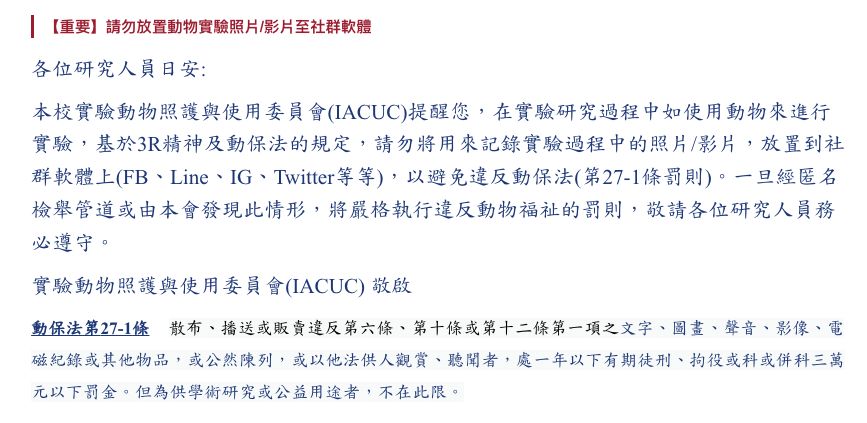 【重要】請勿放置動物實驗照片/影片至社群軟體
各位研究人員日安:
本校實驗動物照護與使用委員會(IACUC)提醒您，在實驗研究過程中如使用動物來進行
實驗，基於3R精神及動保法的規定，請勿將用來記錄實驗過程中的照片/影片，放置到社
群軟體上(FB、Line、IG、Twitter等等)，以避免違反動保法(第27-1條罰則)。一旦經匿名
檢舉管道或由本會發現此情形，將嚴格執行違反動物福祉的罰則，敬請各位研究人員務
必遵守。
實驗動物照護與使用委員會(IACUC) 敬啟
動保法第27-1條　散布、播送或販賣違反第六條、第十條或第十二條第一項之文字、圖畫、聲音、影像、電
磁紀錄或其他物品，或公然陳列，或以他法供人觀賞、聽聞者，處一年以下有期徒刑、拘役或科或併科三萬
元以下罰金。但為供學術研究或公益用途者，不在此限。